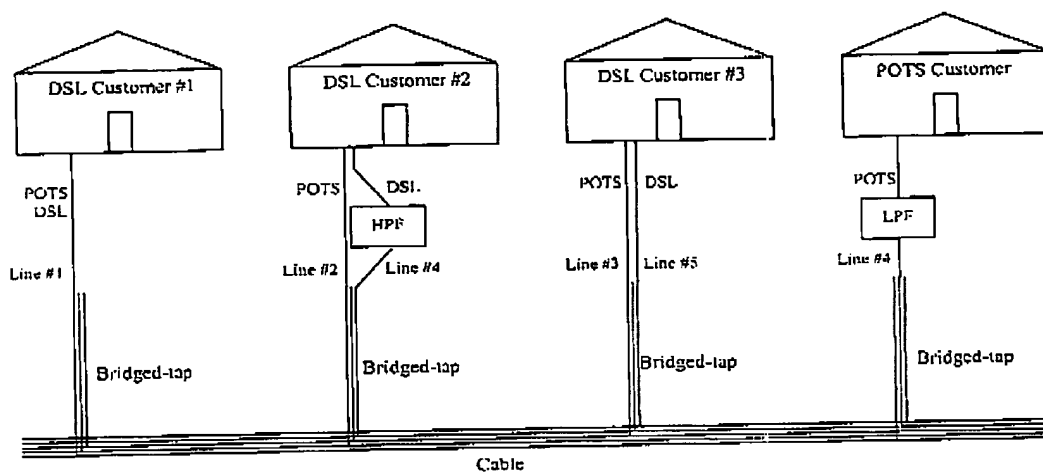 DSL Customer #1
DSL Customer #2
DSL Customer #3
POTS Customer
POTS
DSL
POTS
DSL
POTS
DSL
POTS
HPF
LPF
Line #1
Line #2
Line #4
Line #3
Line #5
Line #4
Bridged-tap
Bridged-tap
Bridged-tap
Bridged-tap
Cable